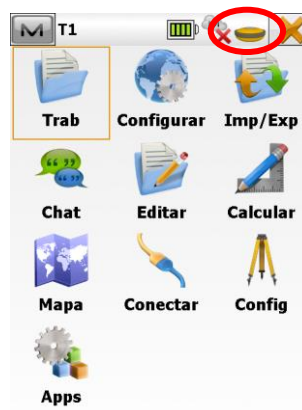 T1
Trab Configurar Imp/Exp
Chat Editar Calcular
Mapa Conectar Config
Apps